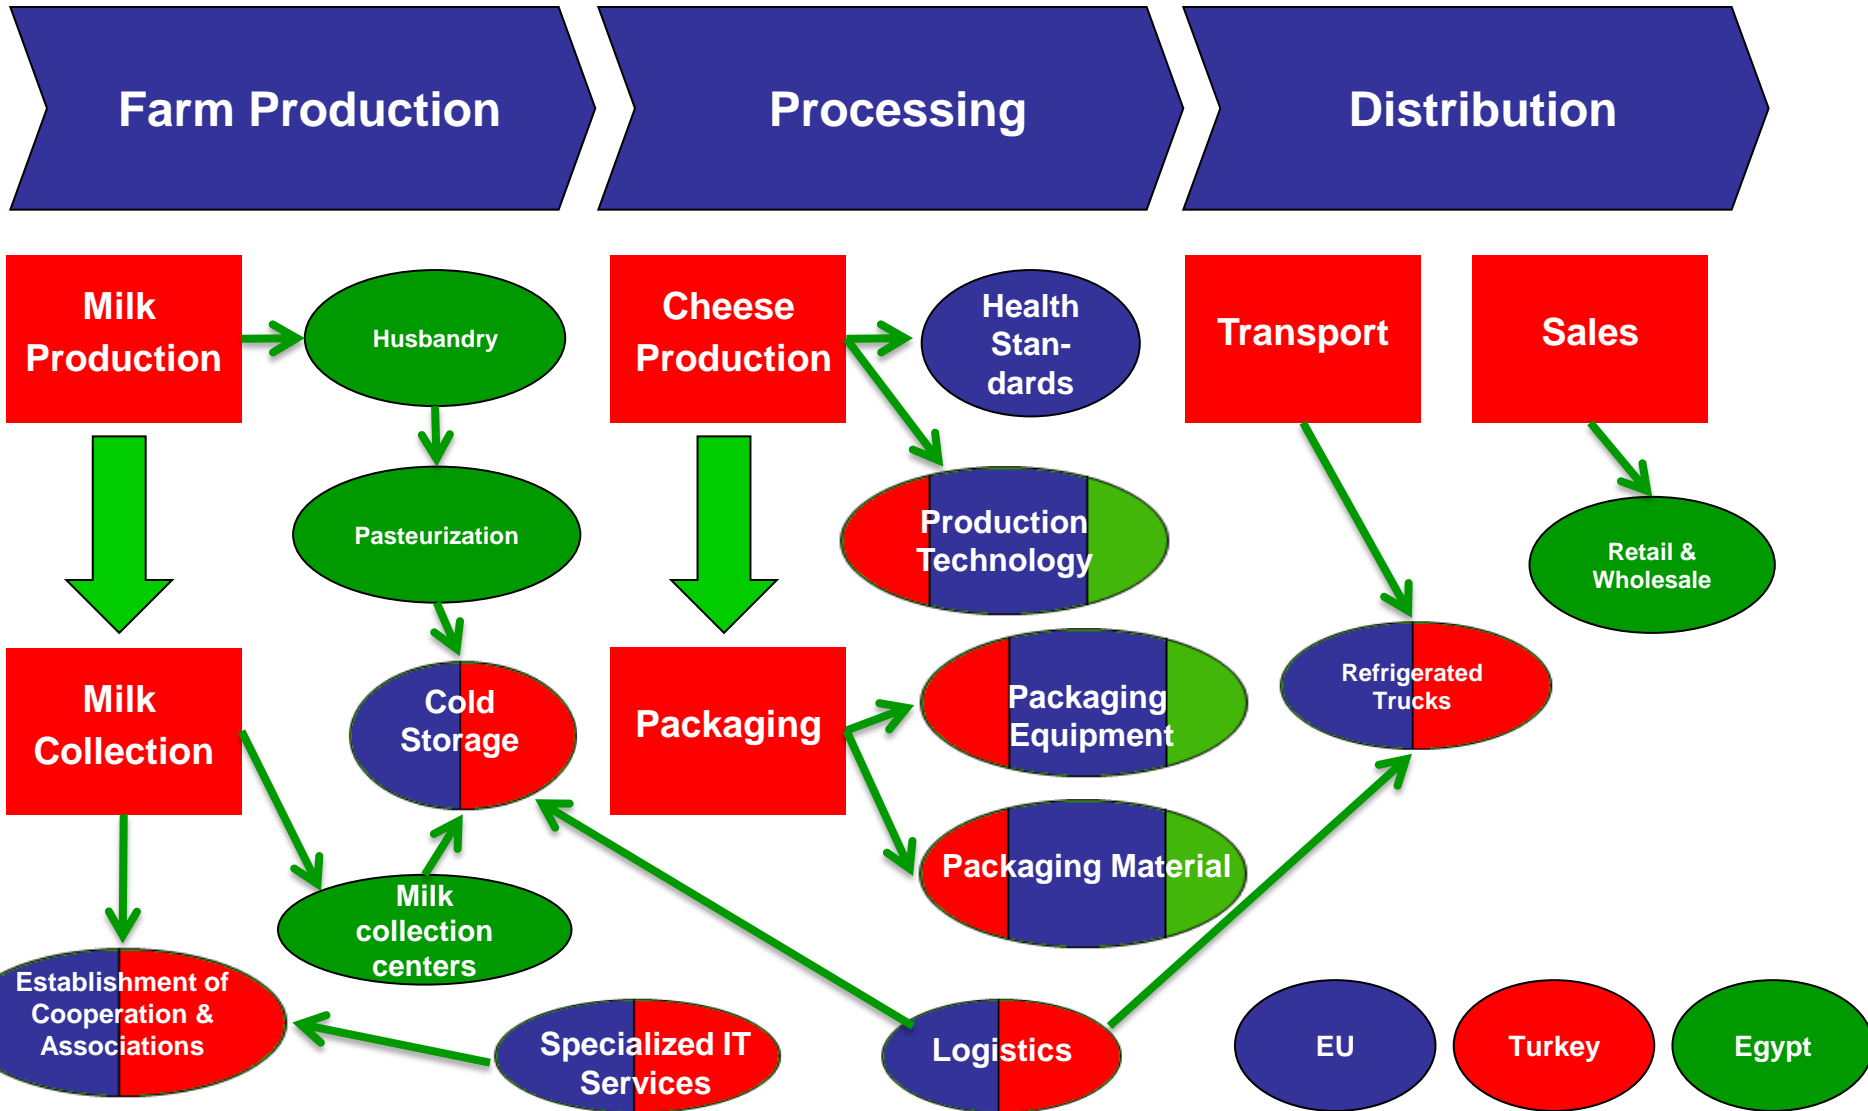 Farm Production
Processing
Distribution
Milk
Production
Husbandry
Cheese
Production
Health
Stan-
dards
Transport
Sales
Pasteurization
Production
Technology
Retail &
Wholesale
Milk
Collection
Cold
Storage
Packaging
Packaging
Equipment
Refrigerated
Trucks
Packaging Material
Milk
collection
centers
Establishment of
Cooperation &
Associations
Specialized IT
Services
Logistics
EU
Turkey
Egypt